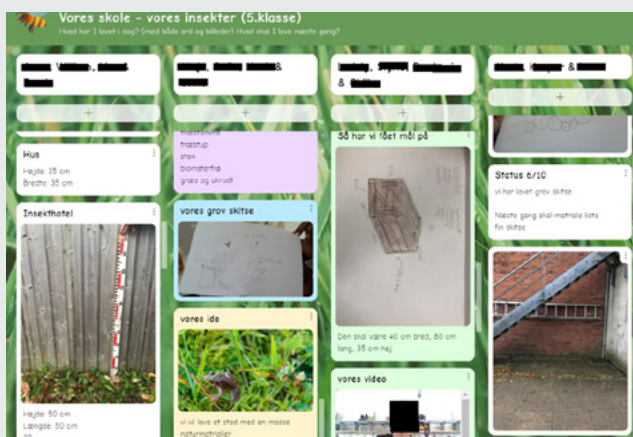 Vores skole - vores insekter (5.klasse)
Hvad har I lavet i dag? (med både ord og billeder) Hvad skal I lave næste gang?
&
Hus
Højde: 35 cm
Bredte: 35 cm
Insekthotel
Højde: 50 cm
Længde: 50 cm
&
træstamme
træstup
sten
blomsterfrø
græs og ukrudt
vores grov skitse
vores ide
vi vil lave et sted med en masse
naturmatrialler
&
Så har vi fået mål på
Den skal være 40 cm bred, 80 cm
lang, 35 cm høj
vores video
&
Status 6/10
vi har lavet grov skitse
Næste gang skal matriale liste
fin skitse